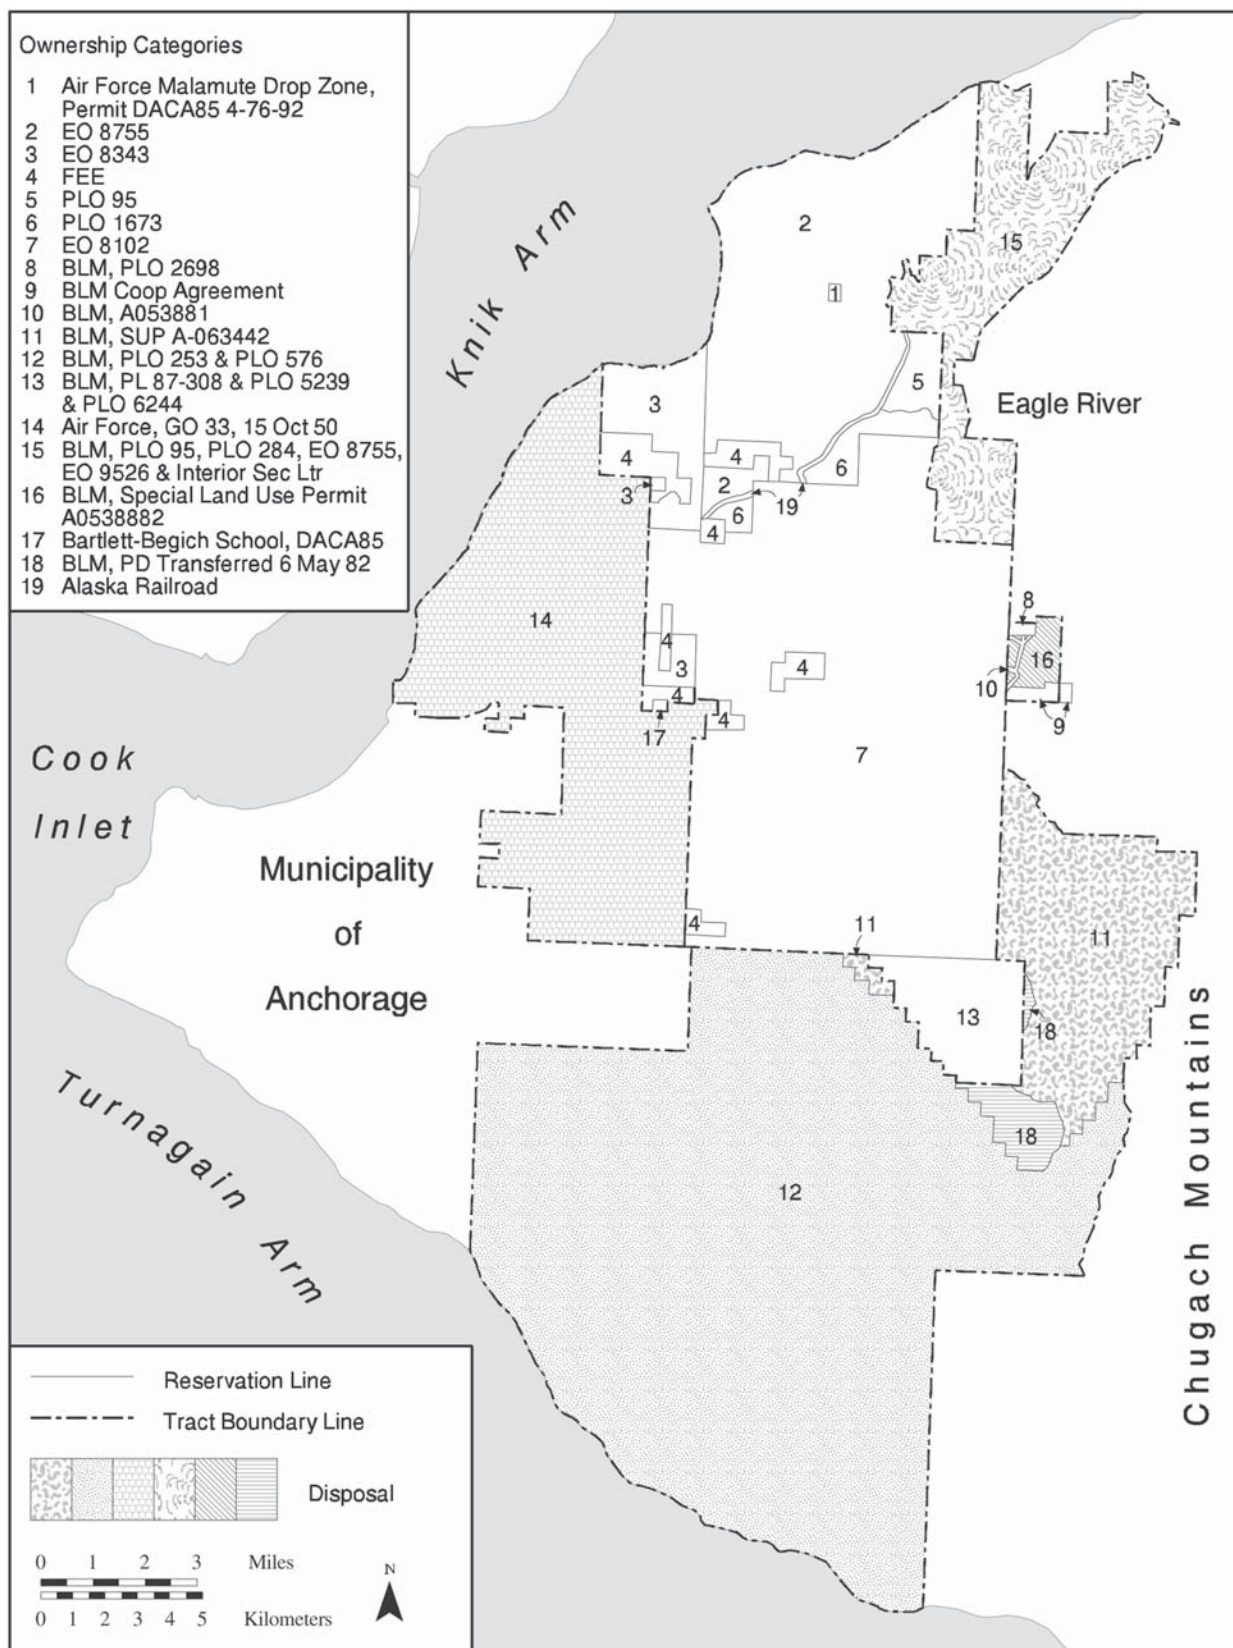 Ownership Categories
1 Air Force Malamute Drop Zone,
Permit DACA85 4-76-92
2 EO 8755
3 EO 8343
4 FEE
5 PLO 95
6 PLO 1673
7 EO 8102
8 BLM, PLO 2698
9 BLM Coop Agreement
10 BLM, A053881
11 BLM, SUP A-063442
12 BLM, PLO 253 & PLO 576
13 BLM, PL 87-308 & PLO 5239
& PLO 6244
14 Air Force, GO 33, 15 Oct 50
15 BLM, PLO 95, PLO 284, EO 8755,
EO 9526 & Interior Sec Ltr
16 BLM, Special Land Use Permit
A0538882
17 Bartlett-Begich School, DACA85
18 BLM, PD Transferred 6 May 82
19 Alaska Railroad
Knik Arm
2
15
1
5
Eagle River
3
4
4
6
2
3
19
6
4
8
14
4
16
3
4
10
4
9
17
4
7
Cook
Inlet
Municipality
of
Anchorage
4
11
11
13
18
18
12
Turnagain Arm
Chugach Mountains
Reservation Line
Tract Boundary Line
Disposal
0 1 2 3 Miles
0 1 2 3 4 5 Kilometers
N